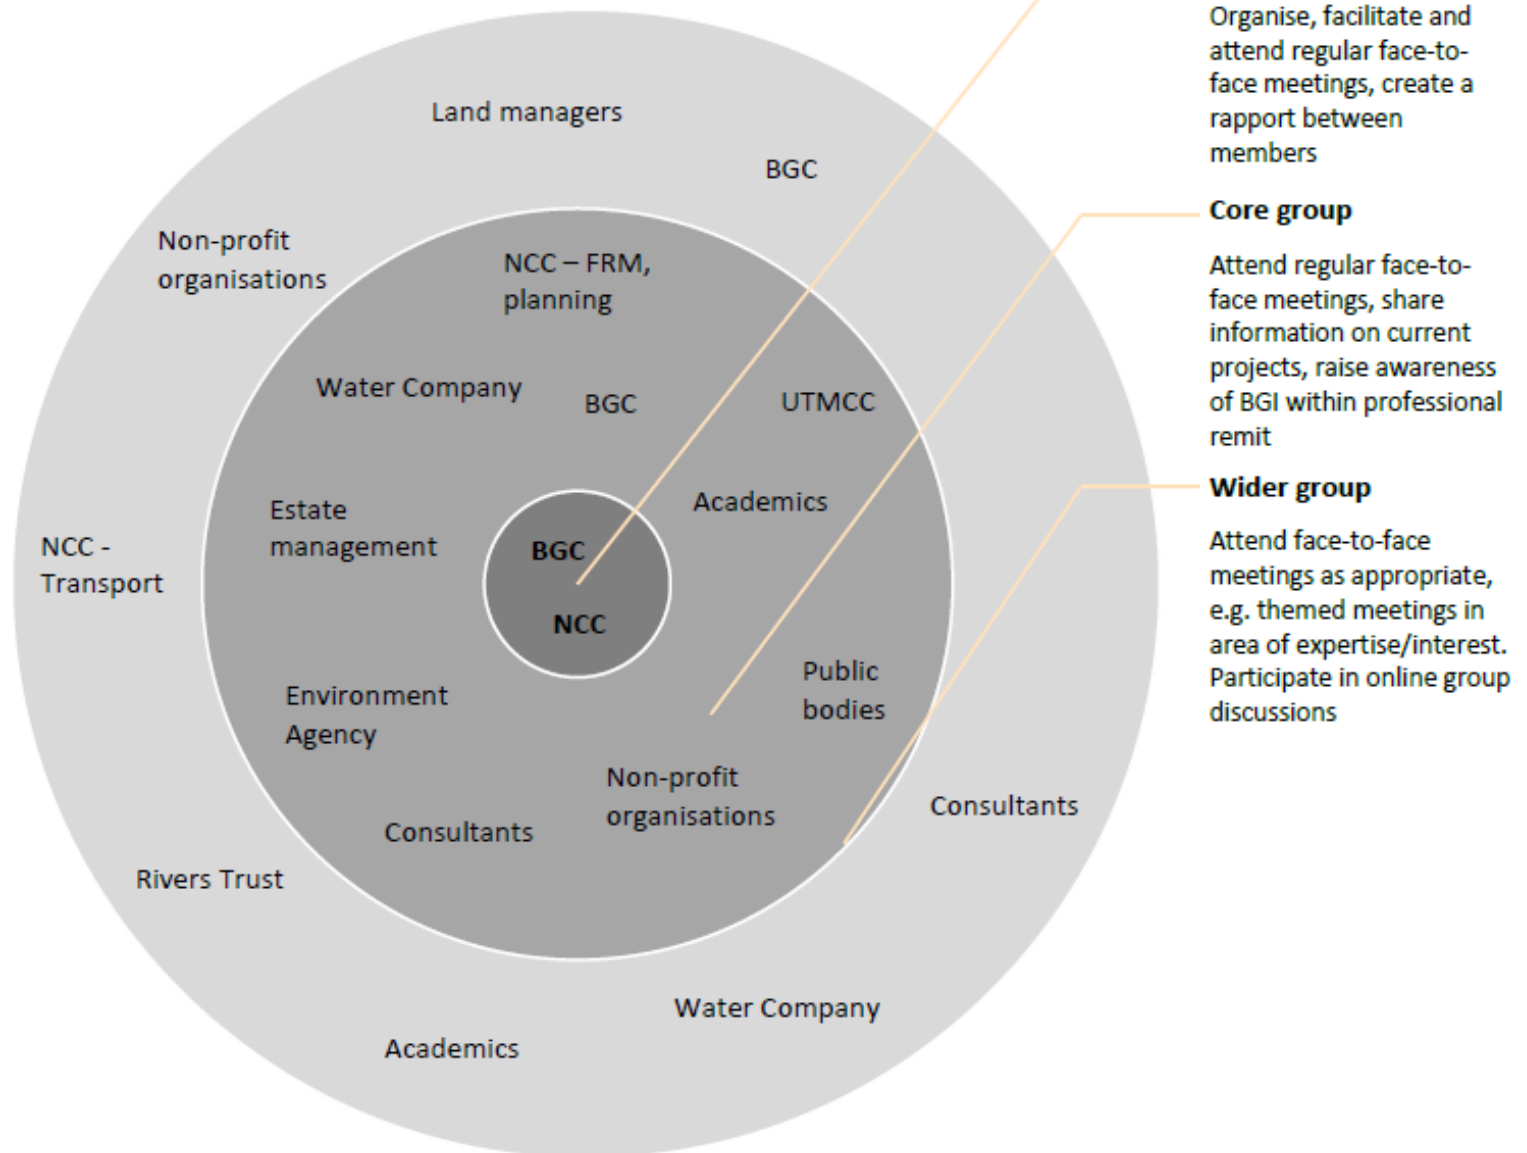 Land managers
BGC
Non-profit
organisations
NCC – FRM,
planning
Water Company
BGC
UTMCC
Estate
management
Academics
NCC -
Transport
BGC
NCC
Environment
Agency
Public
bodies
Non-profit
organisations
Consultants
Consultants
Rivers Trust
Water Company
Academics
Organise, facilitate and
attend regular face-to-
face meetings, create a
rapport between
members
Core group
Attend regular face-to-
face meetings, share
information on current
projects, raise awareness
of BGI within professional
remit
Wider group
Attend face-to-face
meetings as appropriate,
e.g. themed meetings in
area of expertise/interest.
Participate in online group
discussions